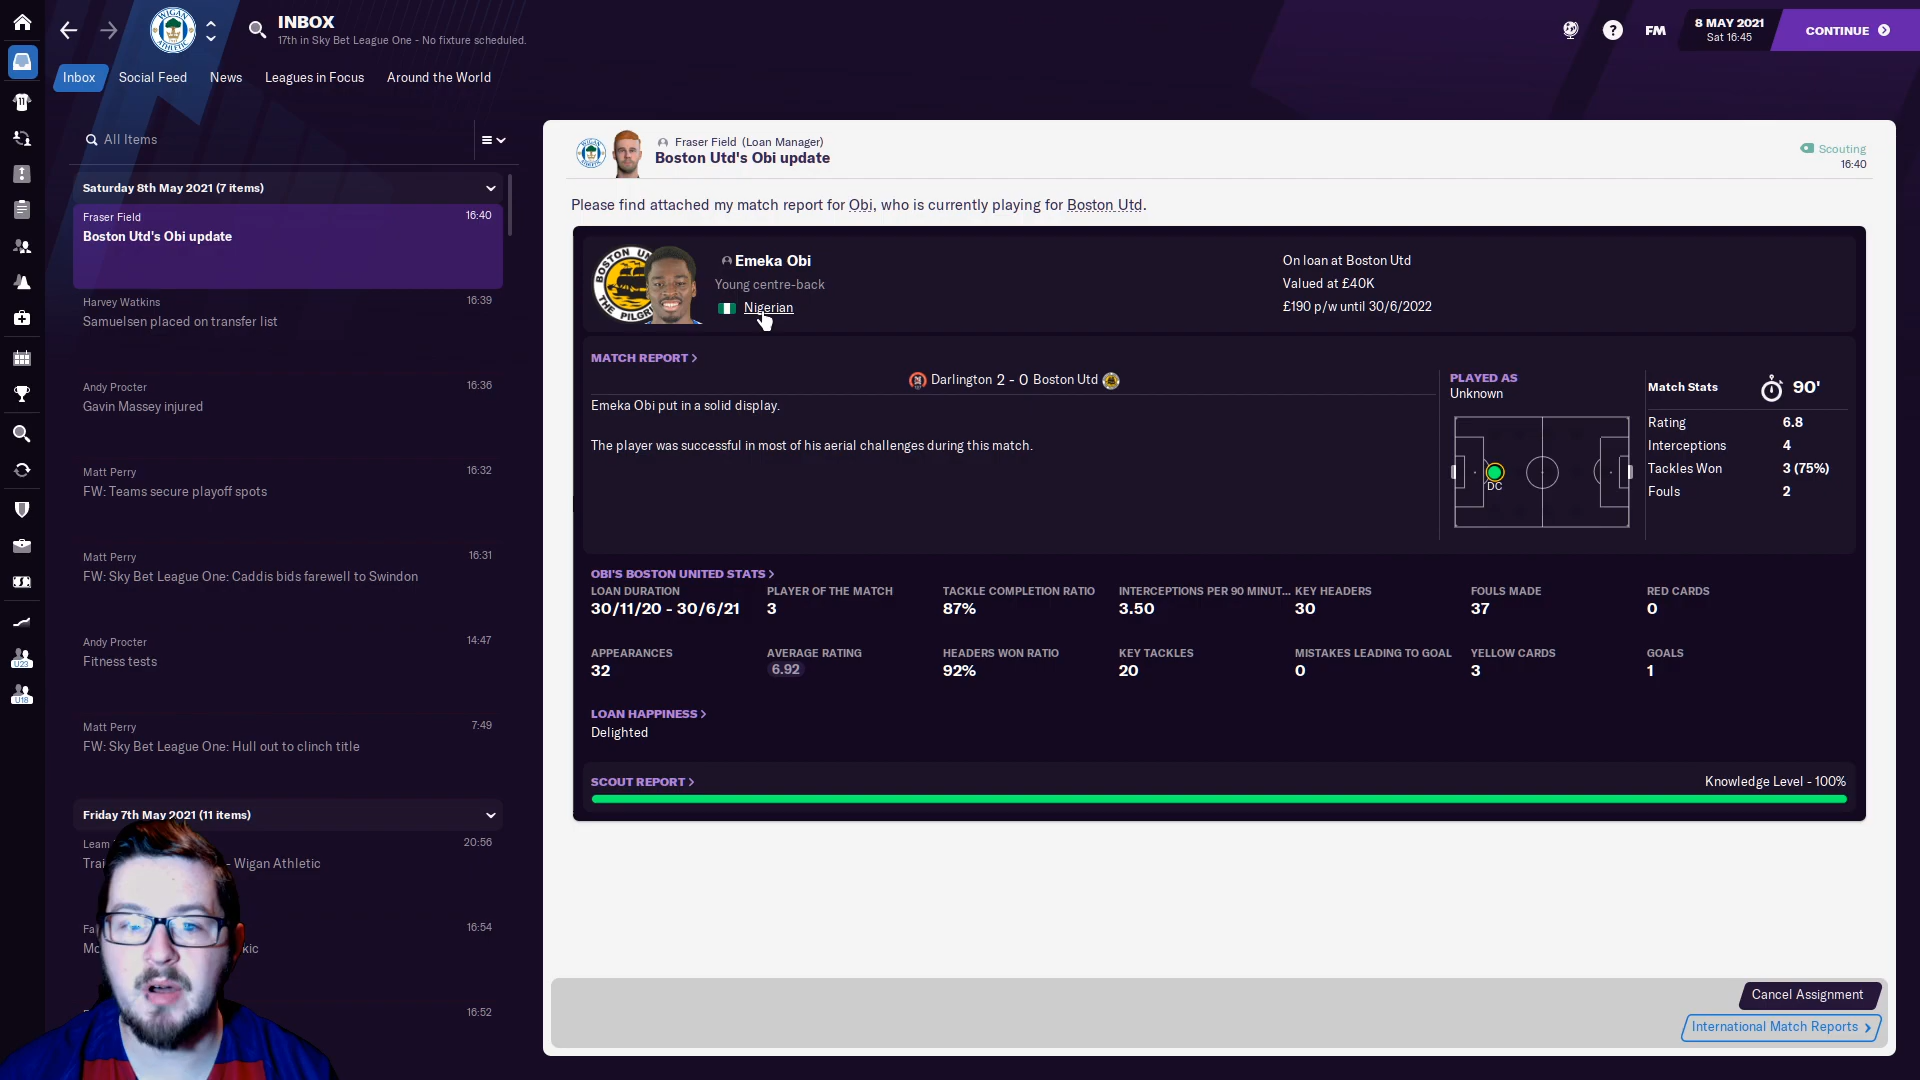 INBOX
17th in Sky Bet League One - No fixture scheduled.
FM
8 MAY 2021
Sat 16:45
CONTINUE
Inbox
Social Feed
News
Leagues in Focus
Around the World
All Items
Saturday 8th May 2021 (7 items)
Fraser Field 16:40
Boston Utd's Obi update
Harvey Watkins 16:39
Samuelsen placed on transfer list
Andy Procter 16:36
Gavin Massey injured
Matt Perry 16:32
FW: Teams secure playoff spots
Matt Perry 16:31
FW: Sky Bet League One: Caddis bids farewell to Swindon
Andy Procter 14:47
Fitness tests
Matt Perry 7:49
FW: Sky Bet League One: Hull out to clinch title
Friday 7th May 2021 (11 items)
Leam 20:56
- Wigan Athletic
16:54
16:52
U23
U18
Fraser Field (Loan Manager)
Boston Utd's Obi update
Scouting
16:40
Please find attached my match report for Obi, who is currently playing for Boston Utd.
Emeka Obi
Young centre-back
Nigerian
On loan at Boston Utd
Valued at £40K
£190 p/w until 30/6/2022
MATCH REPORT >
Darlington 2 - 0 Boston Utd
Emeka Obi put in a solid display.
The player was successful in most of his aerial challenges during this match.
PLAYED AS
Unknown
DC
Match Stats 90'
Rating 6.8
Interceptions 4
Tackles Won 3 (75%)
Fouls 2
OBI'S BOSTON UNITED STATS >
LOAN DURATION PLAYER OF THE MATCH TACKLE COMPLETION RATIO INTERCEPTIONS PER 90 MINUT... KEY HEADERS FOULS MADE RED CARDS
30/11/20 - 30/6/21 3 87% 3.50 30 37 0
APPEARANCES AVERAGE RATING HEADERS WON RATIO KEY TACKLES MISTAKES LEADING TO GOAL YELLOW CARDS GOALS
32 6.92 92% 20 0 3 1
LOAN HAPPINESS >
Delighted
SCOUT REPORT >
Knowledge Level - 100%
Cancel Assignment
International Match Reports >